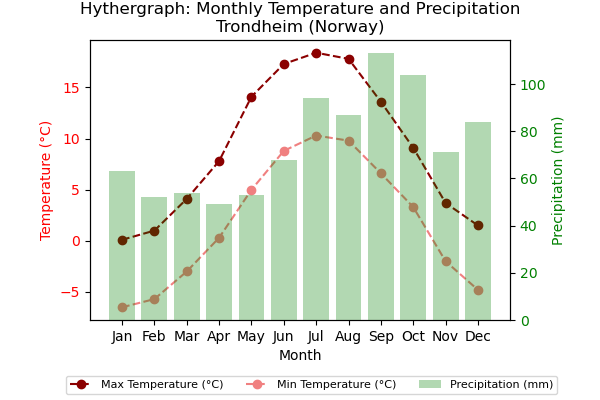 Hythergraph: Monthly Temperature and Precipitation
Trondheim (Norway)
Temperature (°C)
15
10
5
0
−5
Precipitation (mm)
100
80
60
40
20
0
Jan Feb Mar Apr May Jun Jul Aug Sep Oct Nov Dec
Month
Max Temperature (°C) Min Temperature (°C) Precipitation (mm)